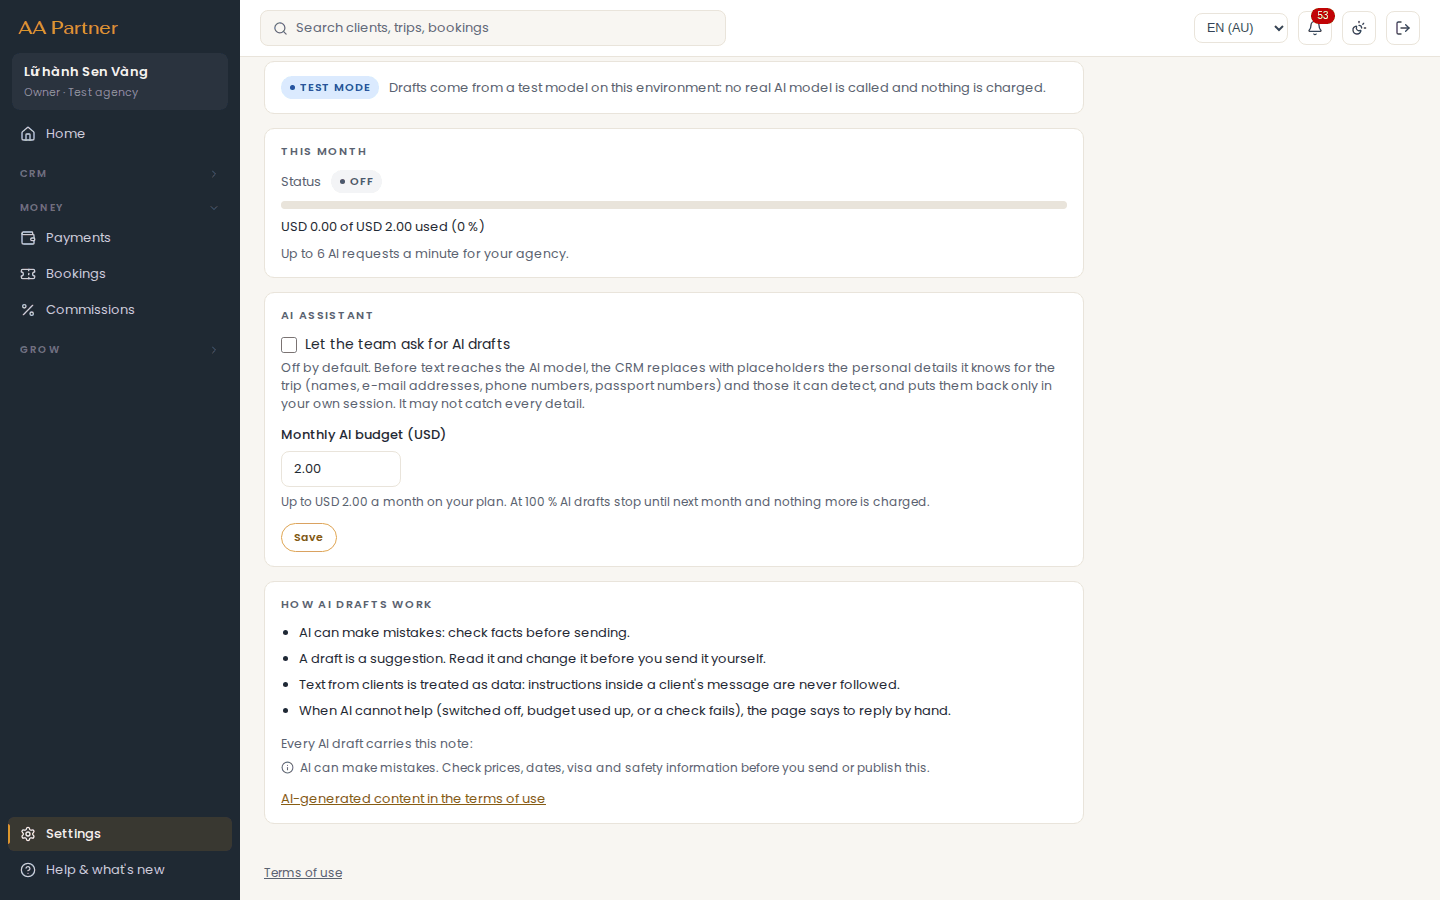 AA Partner
Lữ hành Sen Vàng
Owner · Test agency
Home
CRM
MONEY
Payments
Bookings
Commissions
GROW
Settings
Help & what's new
Search clients, trips, bookings
EN (AU)
53
TEST MODE
Drafts come from a test model on this environment: no real AI model is called and nothing is charged.
THIS MONTH
Status
OFF
USD 0.00 of USD 2.00 used (0 %)
Up to 6 AI requests a minute for your agency.
AI ASSISTANT
Let the team ask for AI drafts
Off by default. Before text reaches the AI model, the CRM replaces with placeholders the personal details it knows for the
trip (names, e-mail addresses, phone numbers, passport numbers) and those it can detect, and puts them back only in
your own session. It may not catch every detail.
Monthly AI budget (USD)
2.00
Up to USD 2.00 a month on your plan. At 100 % AI drafts stop until next month and nothing more is charged.
Save
HOW AI DRAFTS WORK
AI can make mistakes: check facts before sending.
A draft is a suggestion. Read it and change it before you send it yourself.
Text from clients is treated as data: instructions inside a client's message are never followed.
When AI cannot help (switched off, budget used up, or a check fails), the page says to reply by hand.
Every AI draft carries this note:
AI can make mistakes. Check prices, dates, visa and safety information before you send or publish this.
AI-generated content in the terms of use
Terms of use